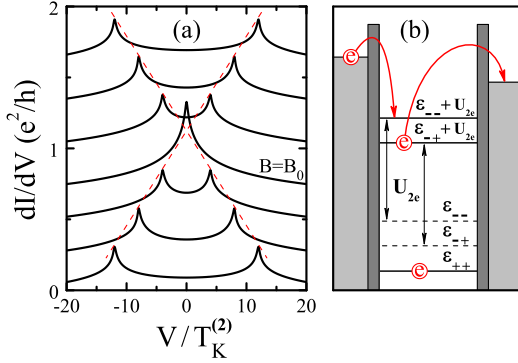 2
(a)
(b)
dI/dV (e²/h)
1
B=B₀
0
-20 -10 0 10 20
V/T_K^(2)
e
ε₋₋ + U₂ₑ
ε₋₊ + U₂ₑ
e
U₂ₑ
ε₋₋
ε₋₊
ε₊₊
e